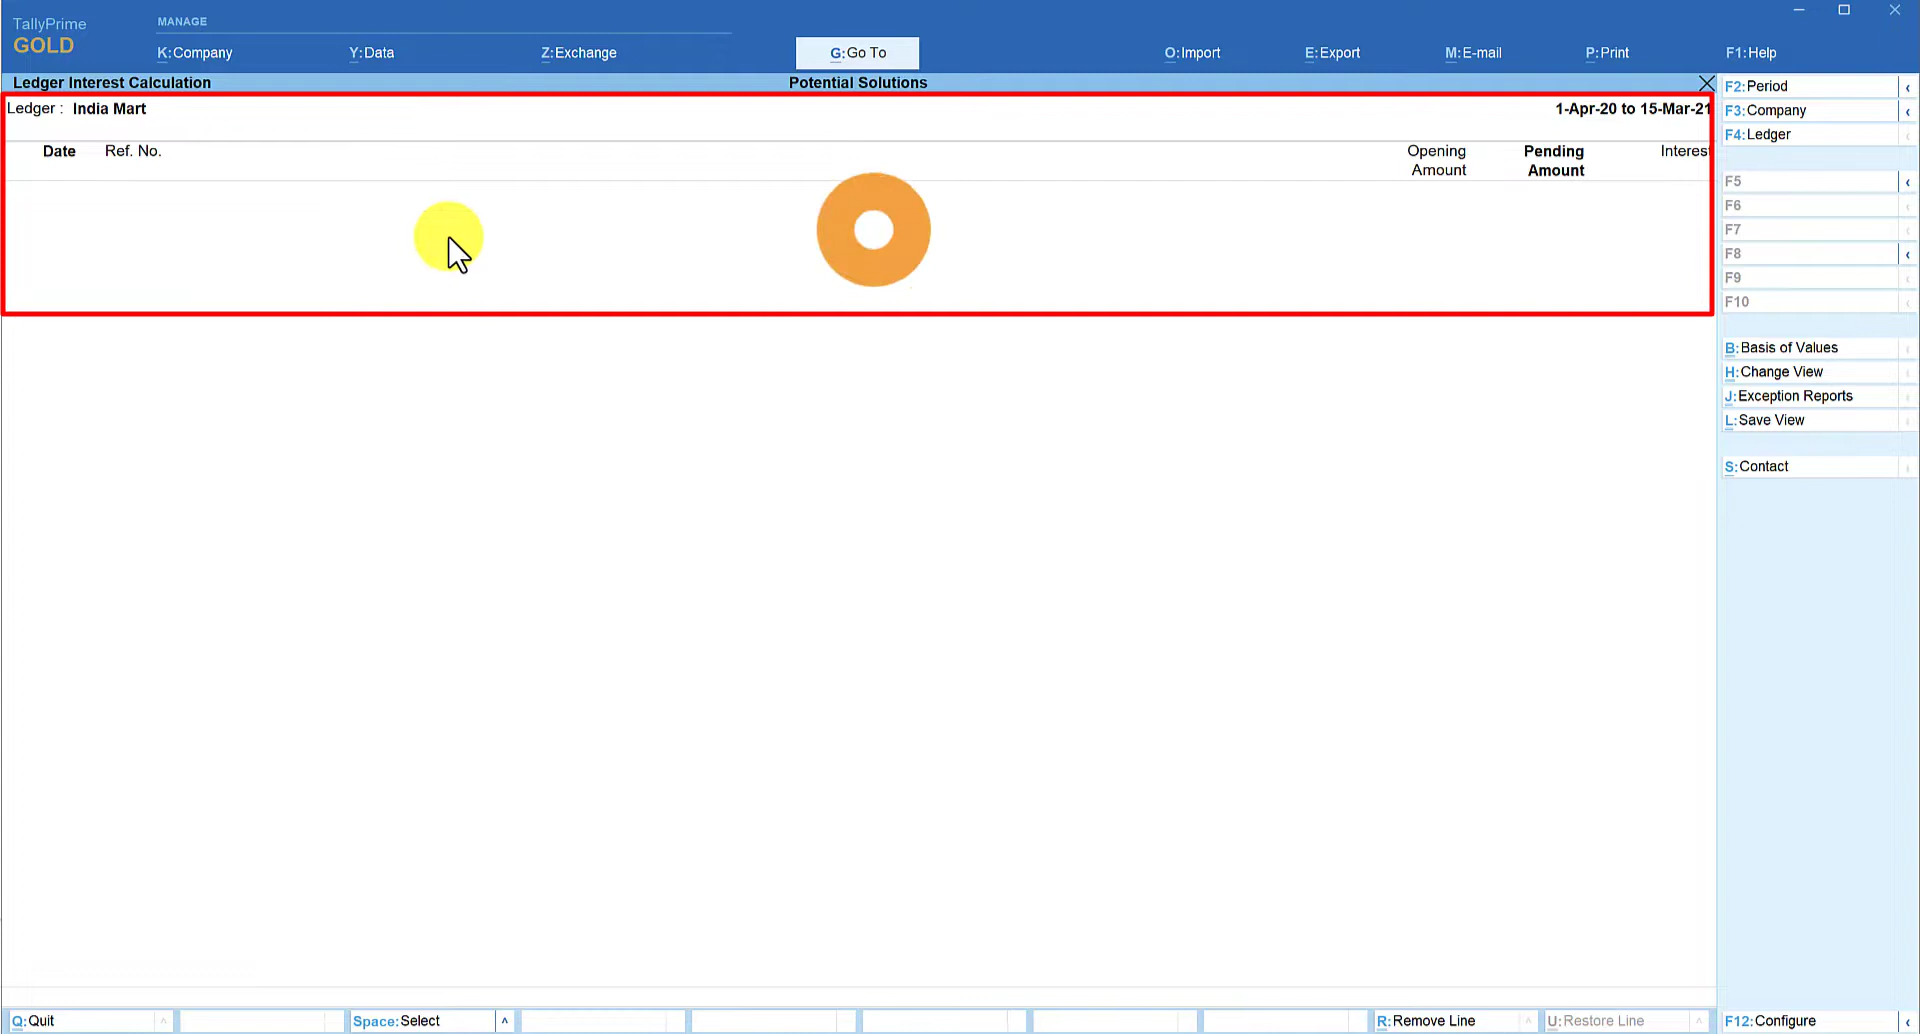 TallyPrime
GOLD
MANAGE
K:Company
Y:Data
Z:Exchange
G:Go To
O:Import
E:Export
M:E-mail
P:Print
F1:Help
Ledger Interest Calculation
Potential Solutions
Ledger : India Mart
1-Apr-20 to 15-Mar-21
Date
Ref. No.
Opening
Amount
Pending
Amount
Interest
F2:Period
F3:Company
F4:Ledger
F5
F6
F7
F8
F9
F10
B:Basis of Values
H:Change View
J:Exception Reports
L:Save View
S:Contact
Q:Quit
Space:Select
R:Remove Line
U:Restore Line
F12:Configure